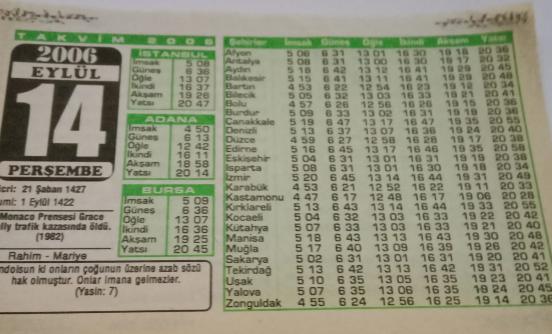 TAKVİM 2006
2006
EYLÜL
14
PERŞEMBE
21 Şaban 1427
1 Eylül 1422
Monaco Prensesi Grace
trafik kazasında öldü.
(1982)
Rahim - Mariye
ki onların çoğunun üzerine azab sözü
hak olmuştur. Onlar imana gelmezler.
(Yasin: 7)
İSTANBUL
İmsak 5 08
Güneş 6 36
Öğle 13 07
İkindi 16 37
Akşam 19 26
Yatsı 20 47
ADANA
İmsak 4 50
Güneş 6 13
Öğle 12 42
İkindi 16 11
Akşam 18 58
Yatsı 20 14
BURSA
İmsak 5 09
Güneş 6 36
Öğle 13 07
İkindi 16 36
Akşam 19 25
Yatsı 20 45
Şehirler İmsak Güneş Öğle İkindi Akşam Yatsı
Afyon 5 06 6 31 13 01 16 30 19 18 20 36
Antalya 5 08 6 31 13 00 16 30 19 17 20 32
Aydın 5 18 6 42 13 12 16 41 19 29 20 45
Balıkesir 5 15 6 41 13 11 16 41 19 29 20 48
Bartın 4 53 6 22 12 54 16 23 19 12 20 34
Bilecik 5 05 6 32 13 03 16 33 19 21 20 41
Bolu 4 57 6 26 12 56 16 26 19 15 20 36
Burdur 5 09 6 33 13 02 16 31 19 19 20 36
Çanakkale 5 19 6 47 13 17 16 47 19 35 20 55
Denizli 5 13 6 37 13 07 16 36 19 24 20 40
Düzce 4 59 6 27 12 58 16 28 19 17 20 38
Edirne 5 16 6 45 13 17 16 46 19 35 20 58
Eskişehir 5 04 6 31 13 01 16 31 19 19 20 38
Isparta 5 08 6 31 13 01 16 30 19 18 20 34
İzmir 5 20 6 45 13 14 16 44 19 31 20 49
Karabük 4 53 6 21 12 52 16 22 19 11 20 33
Kastamonu 4 47 6 17 12 48 16 17 19 06 20 28
Kırklareli 5 13 6 43 13 14 16 44 19 33 20 55
Kocaeli 5 04 6 32 13 03 16 33 19 22 20 42
Kütahya 5 07 6 33 13 03 16 33 19 21 20 40
Manisa 5 18 6 43 13 13 16 43 19 30 20 48
Muğla 5 17 6 40 13 09 16 39 19 26 20 42
Sakarya 5 02 6 31 13 01 16 31 19 20 20 41
Tekirdağ 5 13 6 42 13 13 16 42 19 31 20 52
Uşak 5 10 6 35 13 05 16 35 19 23 20 41
Yalova 5 07 6 35 13 06 16 35 19 24 20 45
Zonguldak 4 55 6 24 12 56 16 25 19 14 20 36